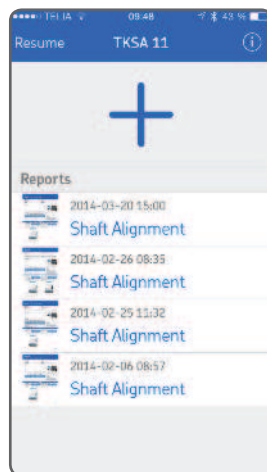 TELIA 09:48 43 %
Resume TKSA 11
Reports
2014-03-20 15:00
Shaft Alignment
2014-02-26 08:35
Shaft Alignment
2014-02-25 11:32
Shaft Alignment
2014-02-06 08:57
Shaft Alignment